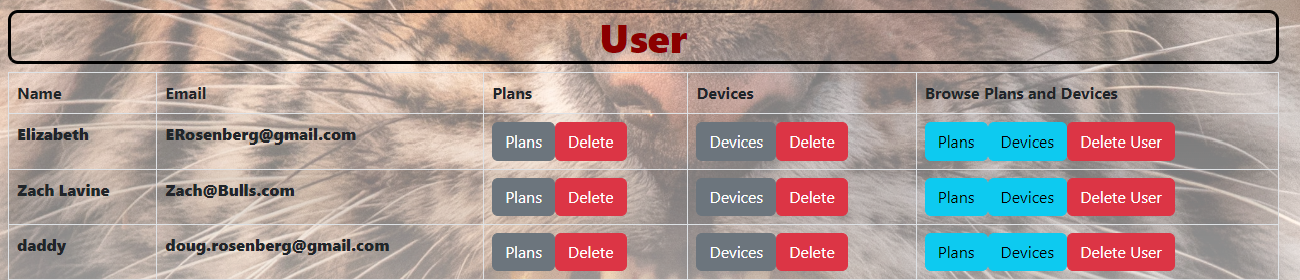 User
Name Email Plans Devices Browse Plans and Devices
Elizabeth ERosenberg@gmail.com Plans Delete Devices Delete Plans Devices Delete User
Zach Lavine Zach@Bulls.com Plans Delete Devices Delete Plans Devices Delete User
daddy doug.rosenberg@gmail.com Plans Delete Devices Delete Plans Devices Delete User